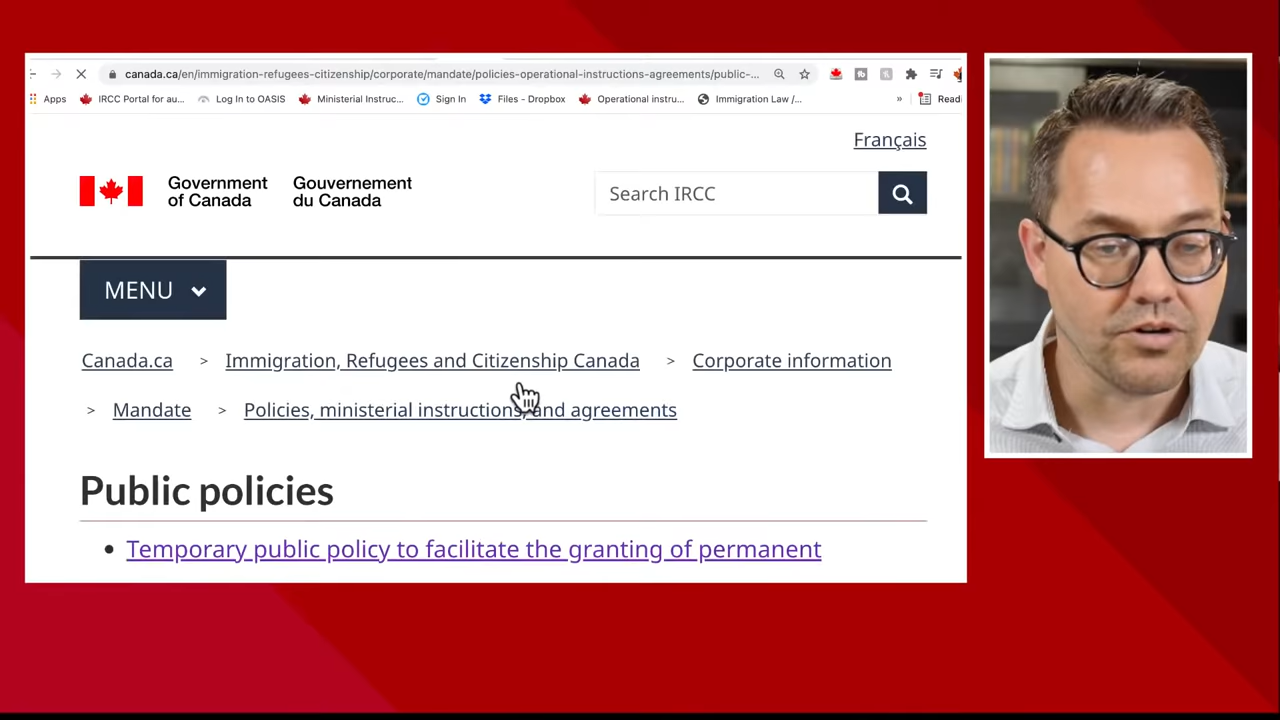 canada.ca/en/immigration-refugees-citizenship/corporate/mandate/policies-operational-instructions-agreements/public-...
Apps IRCC Portal for au... Log In to OASIS Ministerial Instruc... Sign In Files - Dropbox Operational instru... Immigration Law /... » Readi
Français
Government of Canada
Gouvernement du Canada
Search IRCC
MENU
Canada.ca > Immigration, Refugees and Citizenship Canada > Corporate information
> Mandate > Policies, ministerial instructions, and agreements
Public policies
• Temporary public policy to facilitate the granting of permanent